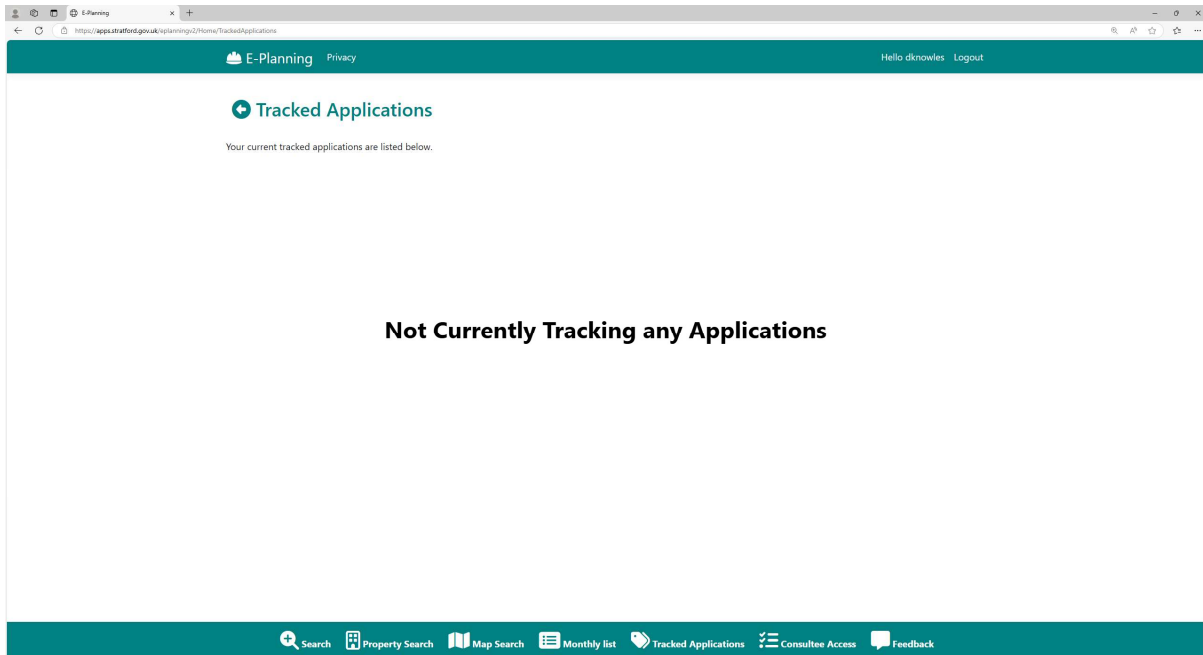 E-Planning
https://apps.stratford.gov.uk/eplanningv2/Home/TrackedApplications
E-Planning Privacy Hello dknowles Logout
Tracked Applications
Your current tracked applications are listed below.
Not Currently Tracking any Applications
Search Property Search Map Search Monthly list Tracked Applications Consultee Access Feedback